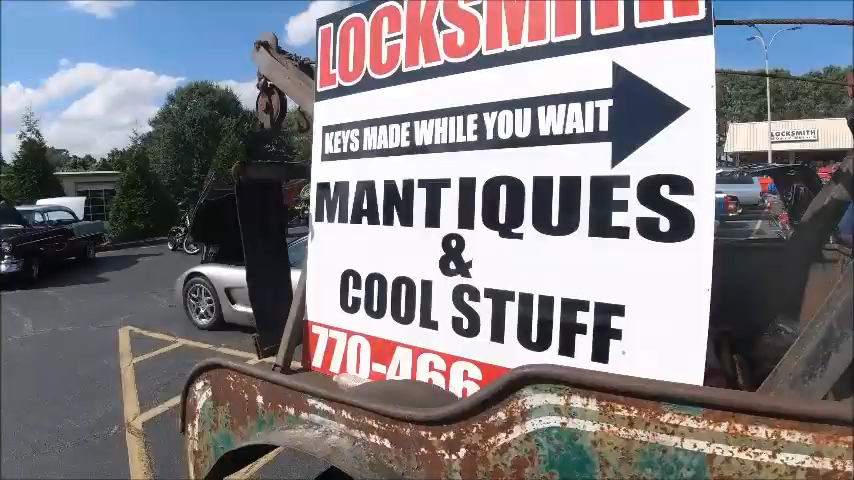 LOCKSMITH
KEYS MADE WHILE YOU WAIT
MANTIQUES
&
COOL STUFF
770-466
LOCKSMITH